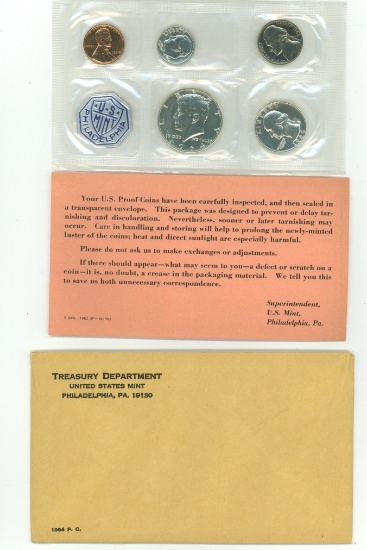 U.S.
MINT
PHILADELPHIA
LIBERTY
Your U.S. Proof Coins have been carefully inspected, and then sealed in
a transparent envelope. This package was designed to prevent or delay tar-
nishing and discoloration. Nevertheless, sooner or later tarnishing may
occur. Care in handling and storing will help to prolong the newly-minted
luster of the coins; heat and direct sunlight are especially harmful.
Please do not ask us to make exchanges or adjustments.
If there should appear—what may seem to you—a defect or scratch on a
coin—it is, no doubt, a crease in the packaging material. We tell you this
to save us both unnecessary correspondence.
Superintendent,
U.S. Mint,
Philadelphia, Pa.
TREASURY DEPARTMENT
UNITED STATES MINT
PHILADELPHIA, PA. 19130
1964 P. C.